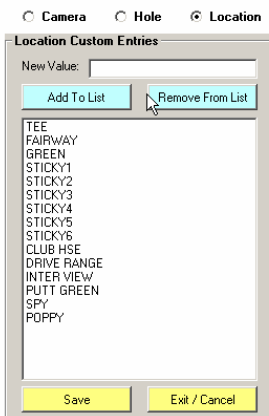 Camera Hole Location
Location Custom Entries
New Value:
Add To List Remove From List
TEE
FAIRWAY
GREEN
STICKY1
STICKY2
STICKY3
STICKY4
STICKY5
STICKY6
CLUB HSE
DRIVE RANGE
INTER VIEW
PUTT GREEN
SPY
POPPY
Save Exit / Cancel